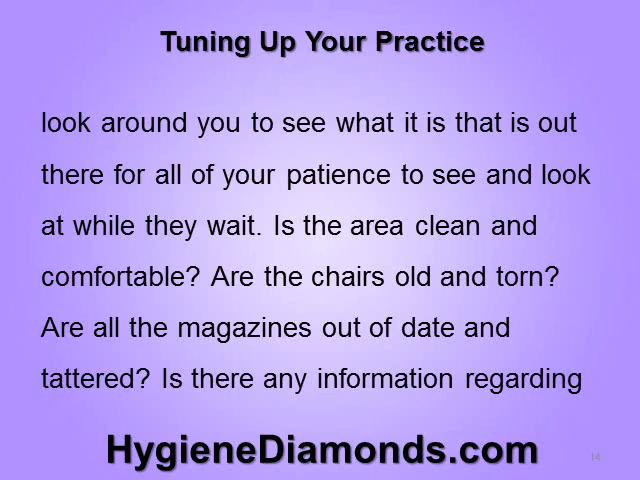 Tuning Up Your Practice
look around you to see what it is that is out
there for all of your patience to see and look
at while they wait. Is the area clean and
comfortable? Are the chairs old and torn?
Are all the magazines out of date and
tattered? Is there any information regarding
HygieneDiamonds.com
14